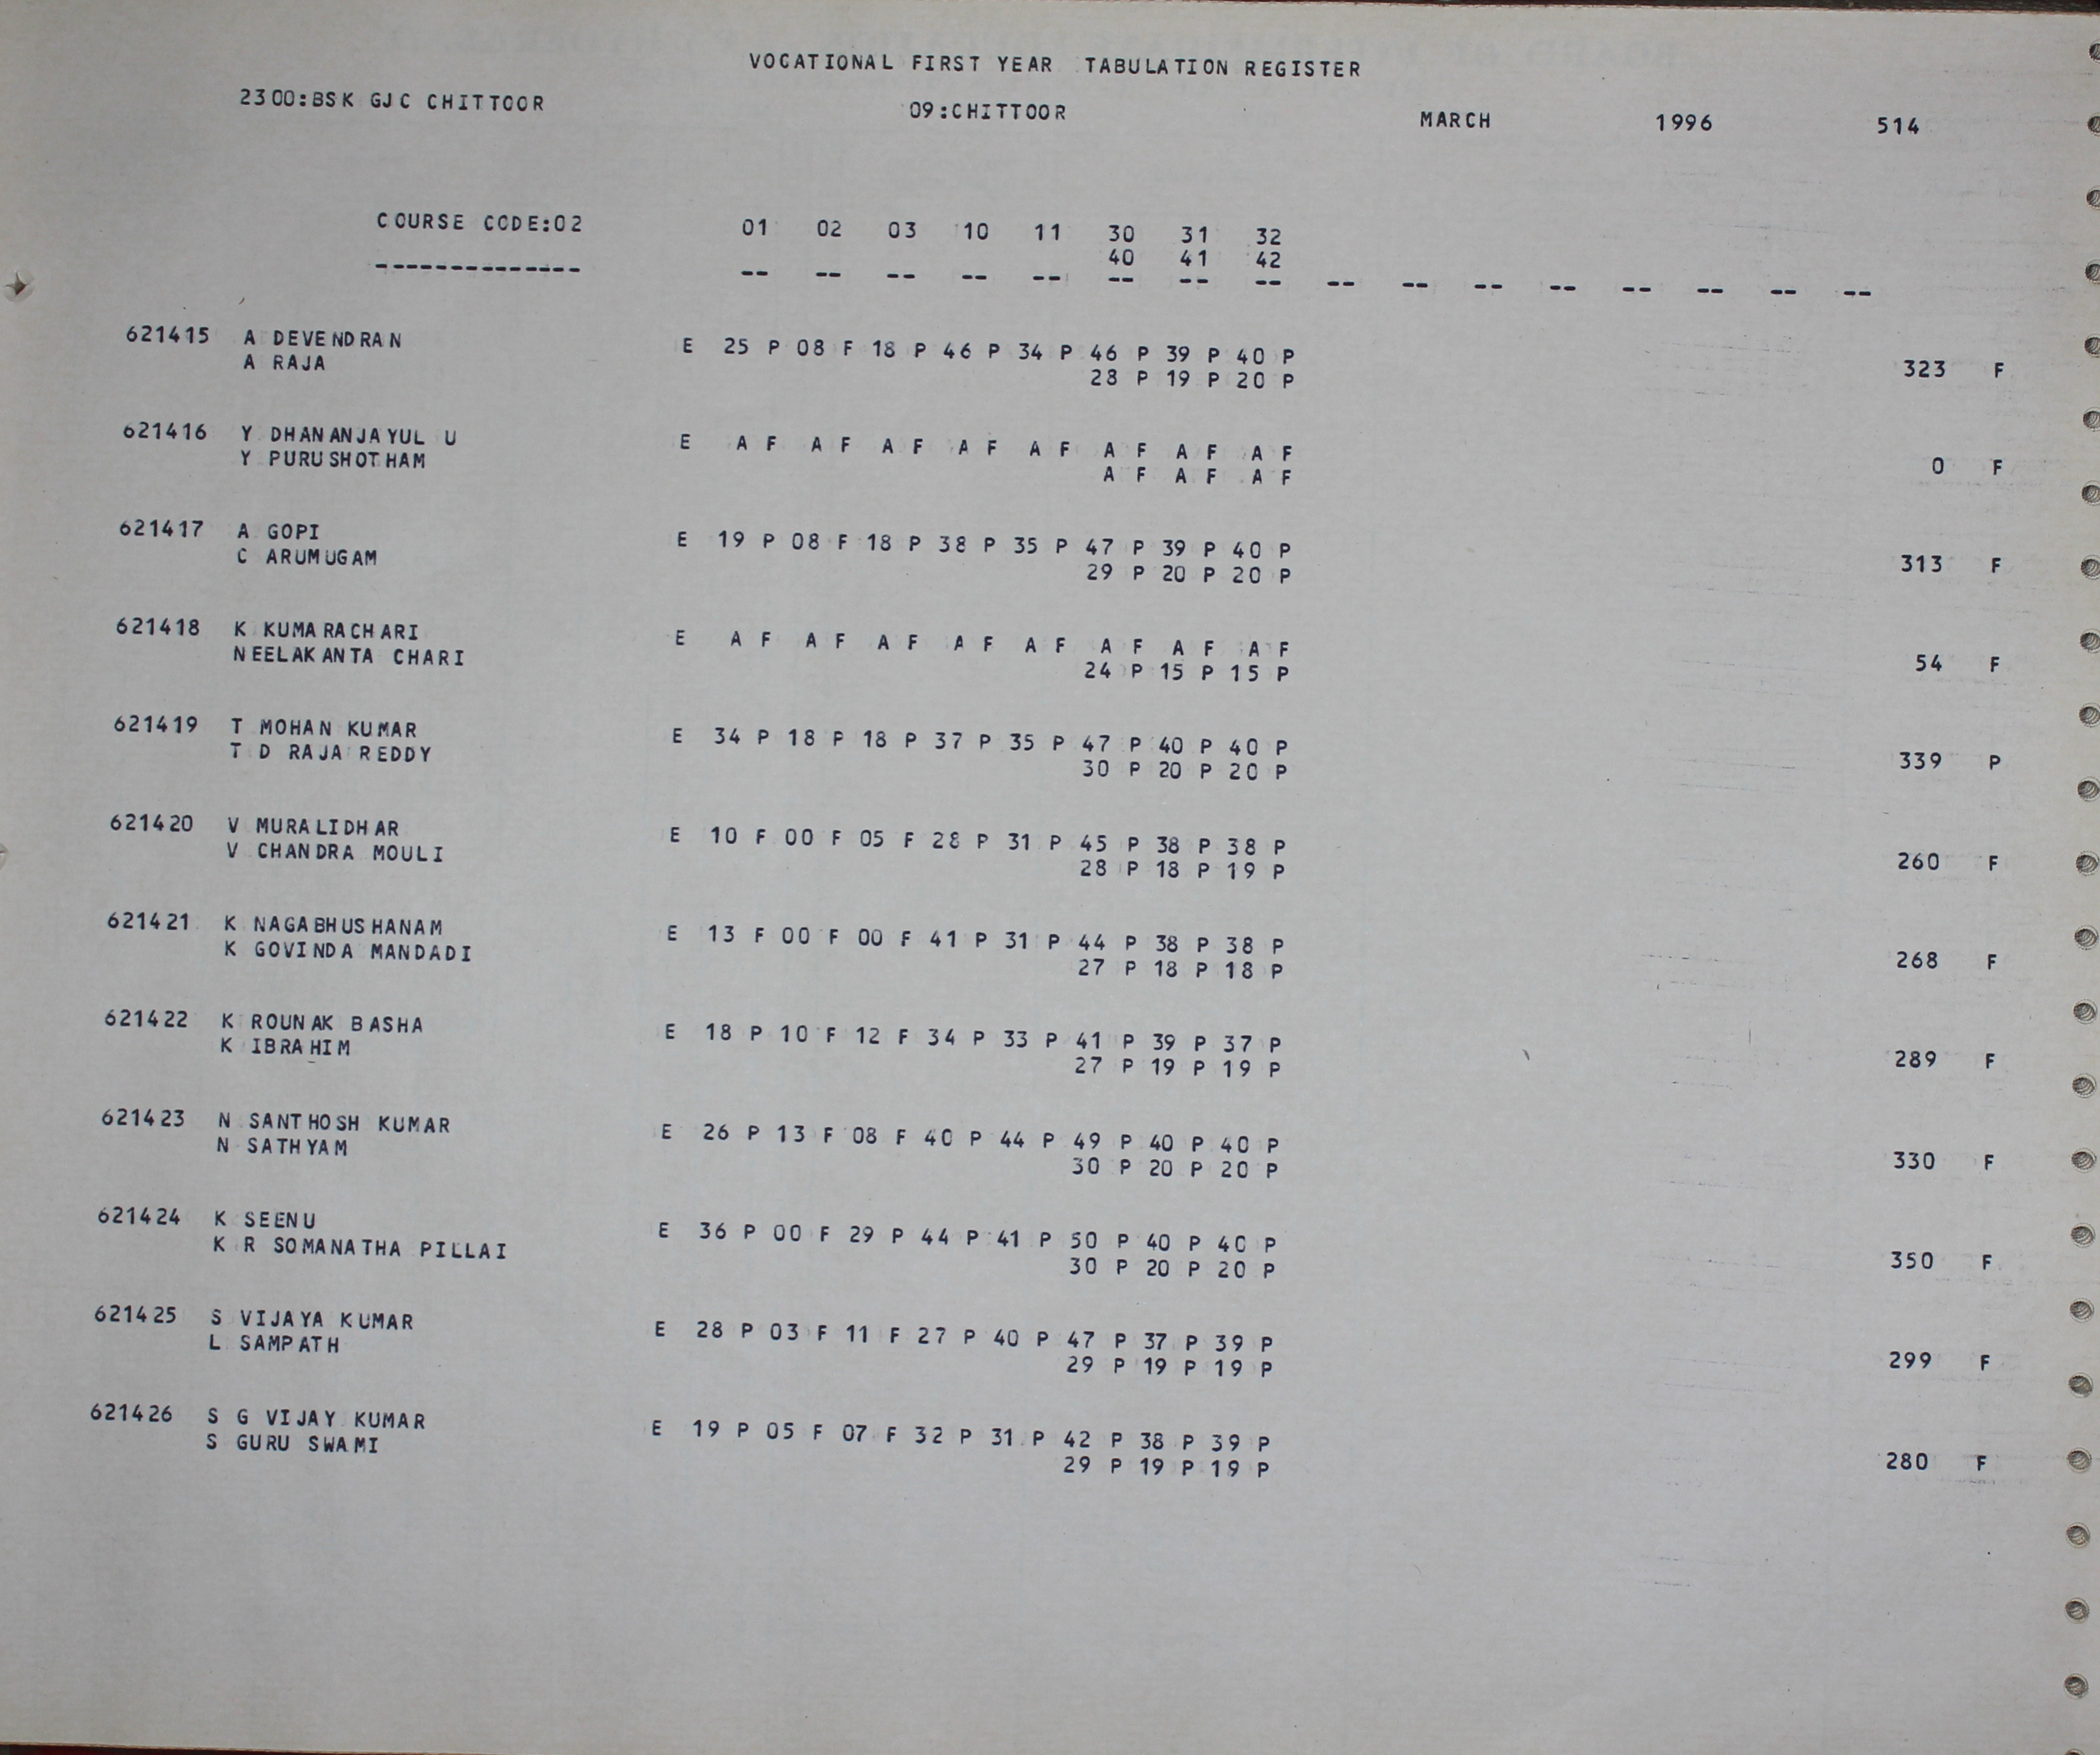 VOCATIONAL FIRST YEAR TABULATION REGISTER
2300:BSK GJC CHITTOOR 09:CHITTOOR MARCH 1996 514
COURSE CODE:02 01 02 03 10 11 30 31 32
40 41 42
-------------- -- -- -- -- -- -- -- -- -- -- -- -- -- -- -- --
621415 A DEVENDRAN E 25 P 08 F 18 P 46 P 34 P 46 P 39 P 40 P
A RAJA 28 P 19 P 20 P 323 F
621416 Y DHANANJAYULU E A F A F A F A F A F A F A F A F
Y PURUSHOTHAM A F A F A F 0 F
621417 A GOPI E 19 P 08 F 18 P 38 P 35 P 47 P 39 P 40 P
C ARUMUGAM 29 P 20 P 20 P 313 F
621418 K KUMARACHARI E A F A F A F A F A F A F A F A F
NEELAKANTA CHARI 24 P 15 P 15 P 54 F
621419 T MOHAN KUMAR E 34 P 18 P 18 P 37 P 35 P 47 P 40 P 40 P
T D RAJA REDDY 30 P 20 P 20 P 339 P
621420 V MURALIDHAR E 10 F 00 F 05 F 28 P 31 P 45 P 38 P 38 P
V CHANDRA MOULI 28 P 18 P 19 P 260 F
621421 K NAGABHUSHANAM E 13 F 00 F 00 F 41 P 31 P 44 P 38 P 38 P
K GOVINDA MANDADI 27 P 18 P 18 P 268 F
621422 K ROUNAK BASHA E 18 P 10 F 12 F 34 P 33 P 41 P 39 P 37 P
K IBRAHIM 27 P 19 P 19 P 289 F
621423 N SANTHOSH KUMAR E 26 P 13 F 08 F 40 P 44 P 49 P 40 P 40 P
N SATHYAM 30 P 20 P 20 P 330 F
621424 K SEENU E 36 P 00 F 29 P 44 P 41 P 50 P 40 P 40 P
K R SOMANATHA PILLAI 30 P 20 P 20 P 350 F
621425 S VIJAYA KUMAR E 28 P 03 F 11 F 27 P 40 P 47 P 37 P 39 P
L SAMPATH 29 P 19 P 19 P 299 F
621426 S G VIJAY KUMAR E 19 P 05 F 07 F 32 P 31 P 42 P 38 P 39 P
S GURU SWAMI 29 P 19 P 19 P 280 F